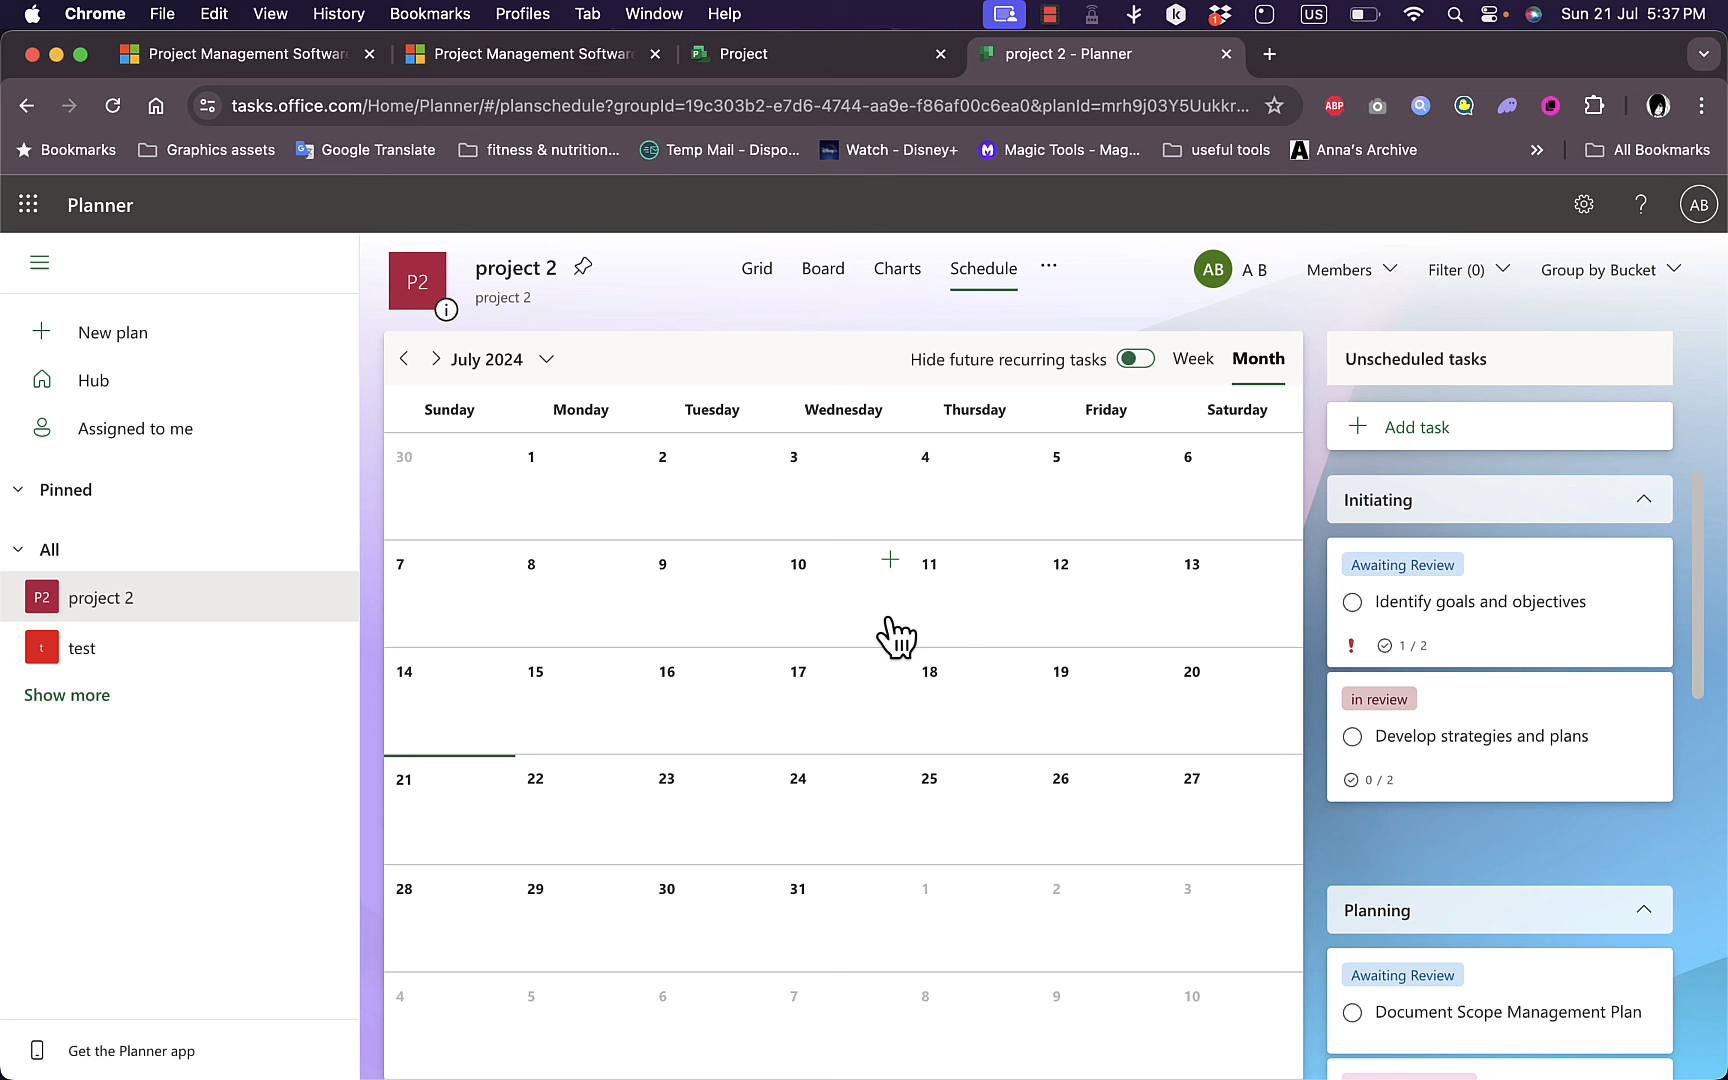 Chrome File Edit View History Bookmarks Profiles Tab Window Help US Sun 21 Jul 5:37 PM
Project Management Softwar Project Management Softwar Project project 2 - Planner
tasks.office.com/Home/Planner/#/planschedule?groupId=19c303b2-e7d6-4744-aa9e-f86af00c6ea0&planId=mrh9j03Y5Uukkr... ABP
Bookmarks Graphics assets Google Translate fitness & nutrition... Temp Mail - Dispo... Watch - Disney+ Magic Tools - Mag... useful tools Anna's Archive All Bookmarks
Planner ? AB
P2 project 2
project 2
Grid Board Charts Schedule ... AB A B Members Filter (0) Group by Bucket
New plan
Hub
Assigned to me
Pinned
All
P2 project 2
t test
Show more
Get the Planner app
July 2024 Hide future recurring tasks Week Month
Sunday Monday Tuesday Wednesday Thursday Friday Saturday
30 1 2 3 4 5 6
7 8 9 10 11 12 13
14 15 16 17 18 19 20
21 22 23 24 25 26 27
28 29 30 31 1 2 3
4 5 6 7 8 9 10
Unscheduled tasks
Add task
Initiating
Awaiting Review
Identify goals and objectives
1 / 2
in review
Develop strategies and plans
0 / 2
Planning
Awaiting Review
Document Scope Management Plan